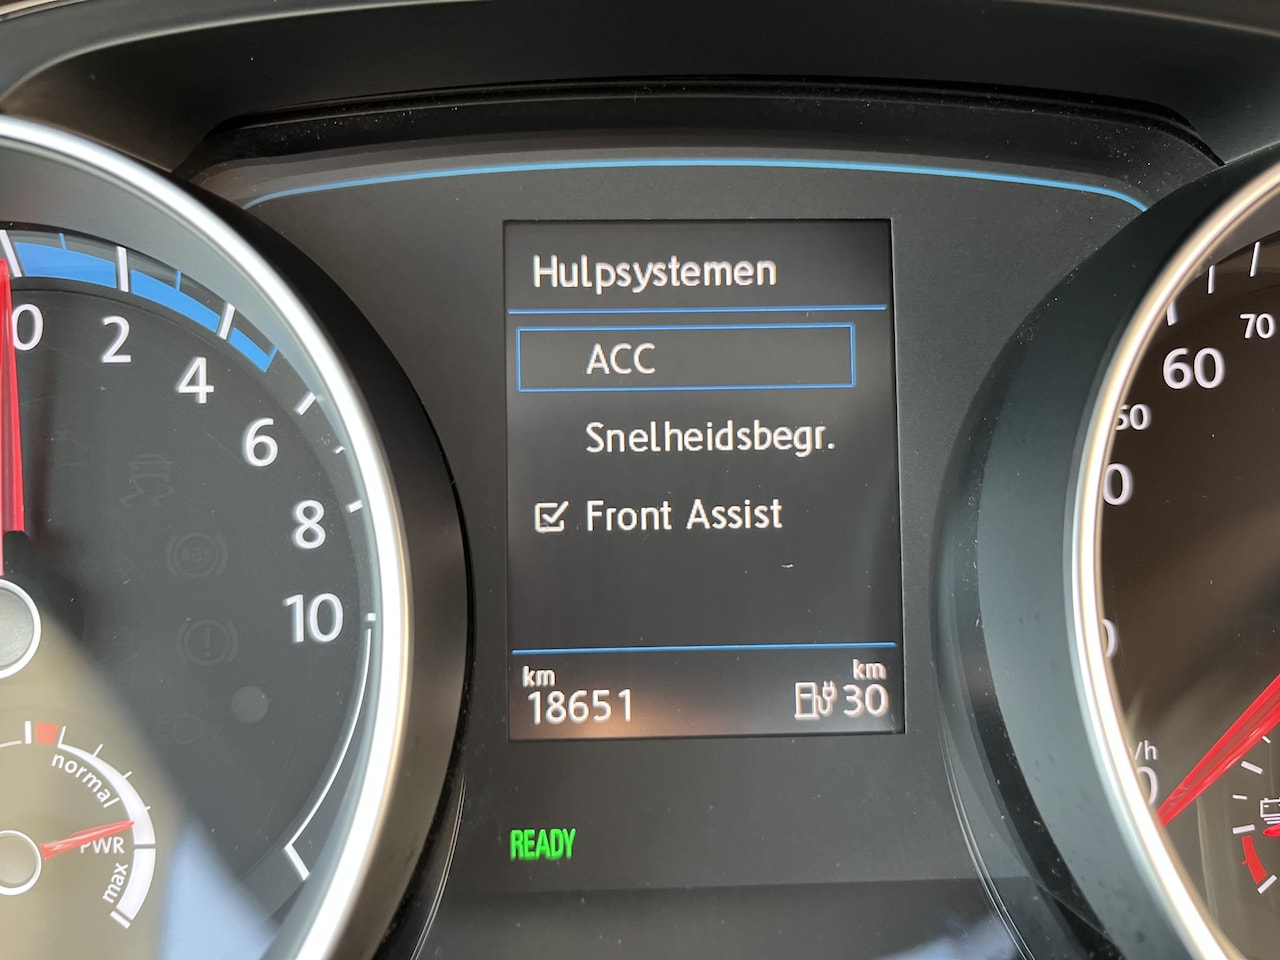 Hulpsystemen
ACC
Snelheidsbegr.
Front Assist
km
18651
km
30
READY
0
2
4
6
8
10
normal
PWR
max
70
60
50
/h